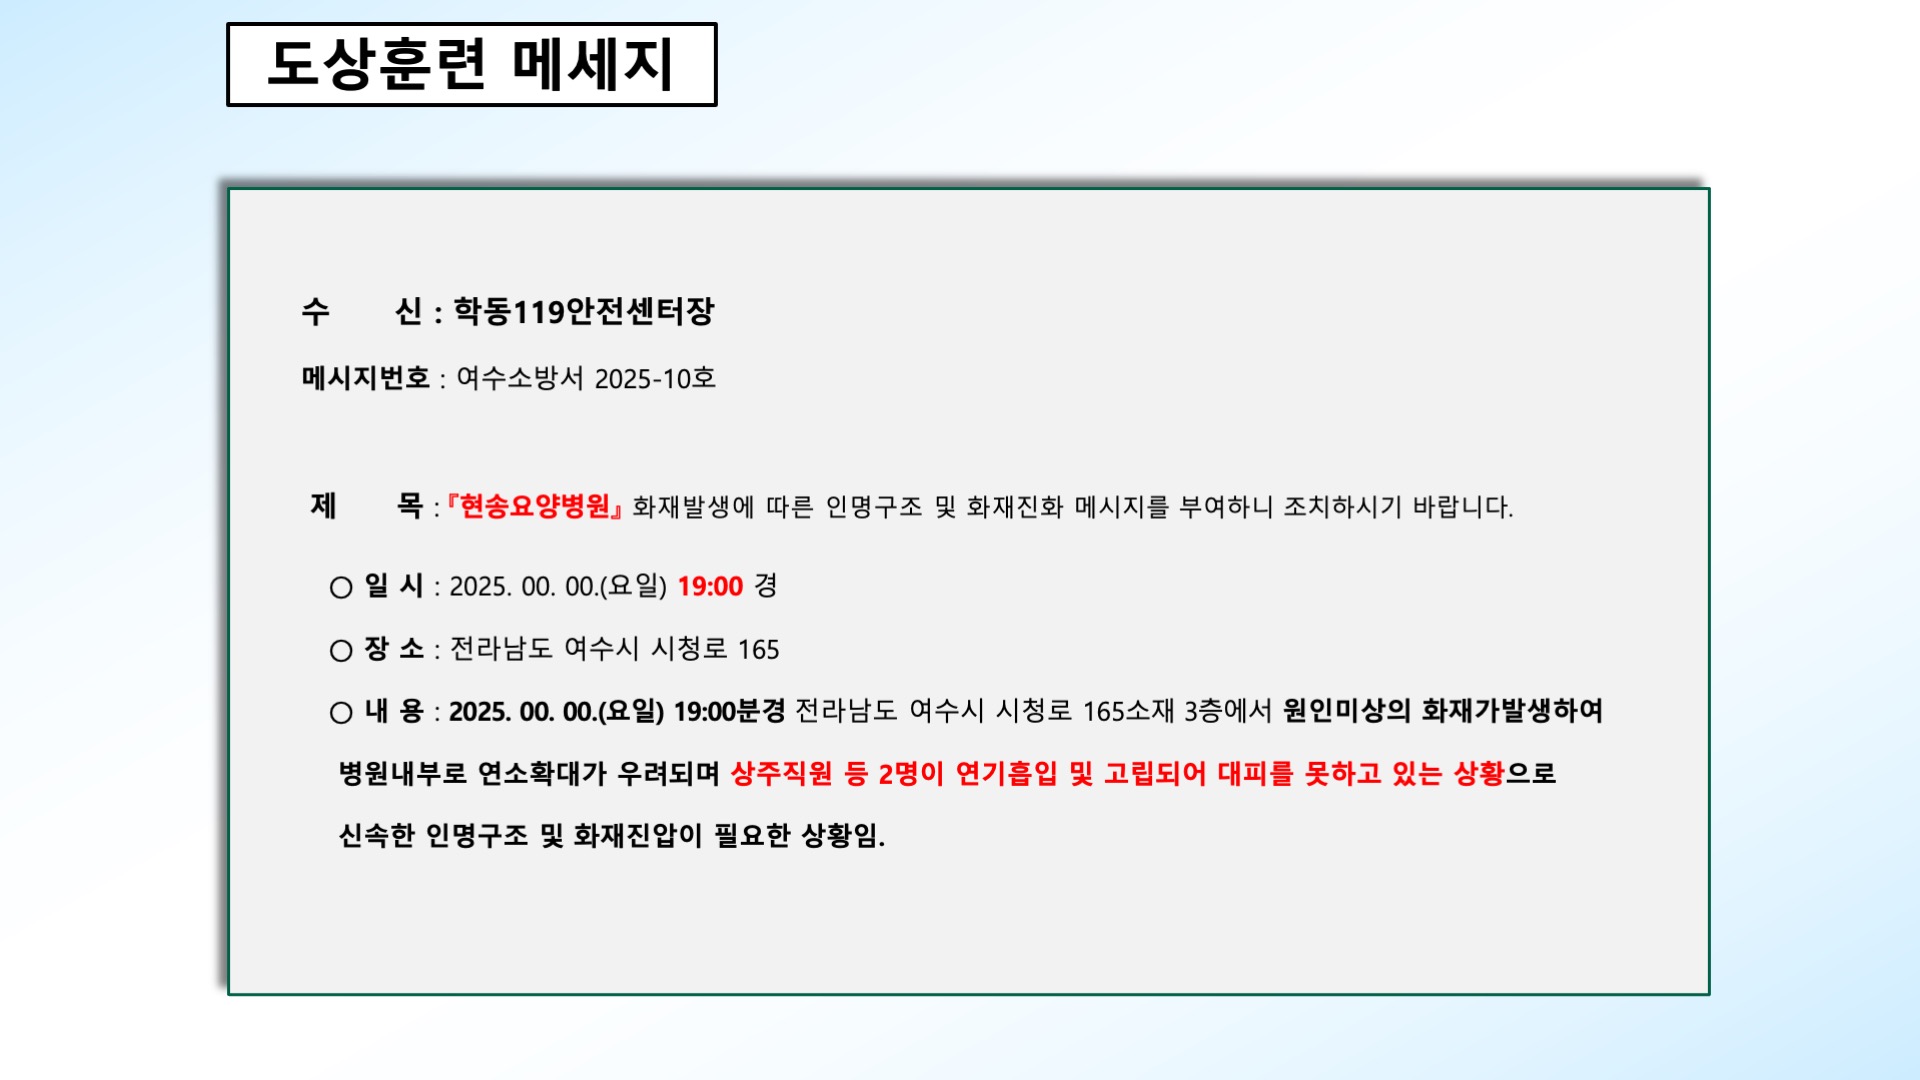 도상훈련 메세지
수 신 : 학동119안전센터장
메시지번호 : 여수소방서 2025-10호
제 목 : 『현송요양병원』 화재발생에 따른 인명구조 및 화재진화 메시지를 부여하니 조치하시기 바랍니다.
○ 일 시 : 2025. 00. 00.(요일) 19:00 경
○ 장 소 : 전라남도 여수시 시청로 165
○ 내 용 : 2025. 00. 00.(요일) 19:00분경 전라남도 여수시 시청로 165소재 3층에서 원인미상의 화재가발생하여
병원내부로 연소확대가 우려되며 상주직원 등 2명이 연기흡입 및 고립되어 대피를 못하고 있는 상황으로
신속한 인명구조 및 화재진압이 필요한 상황임.